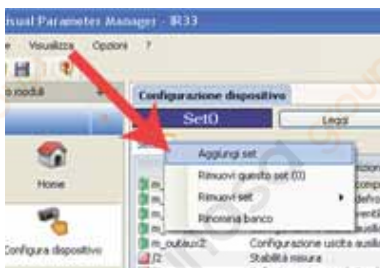 isual Parameter Manager - IR33
Visualizza Opzioni ?
o moduli
Configurazione dispositivo
Set0 Leggi
Aggiungi set
Rimuovi questo set (0)
Rimuovi set
Rinomina banco
Home
Configura dispositivo
m_outaux2 Configurazione uscita
/2 Stabilità misura